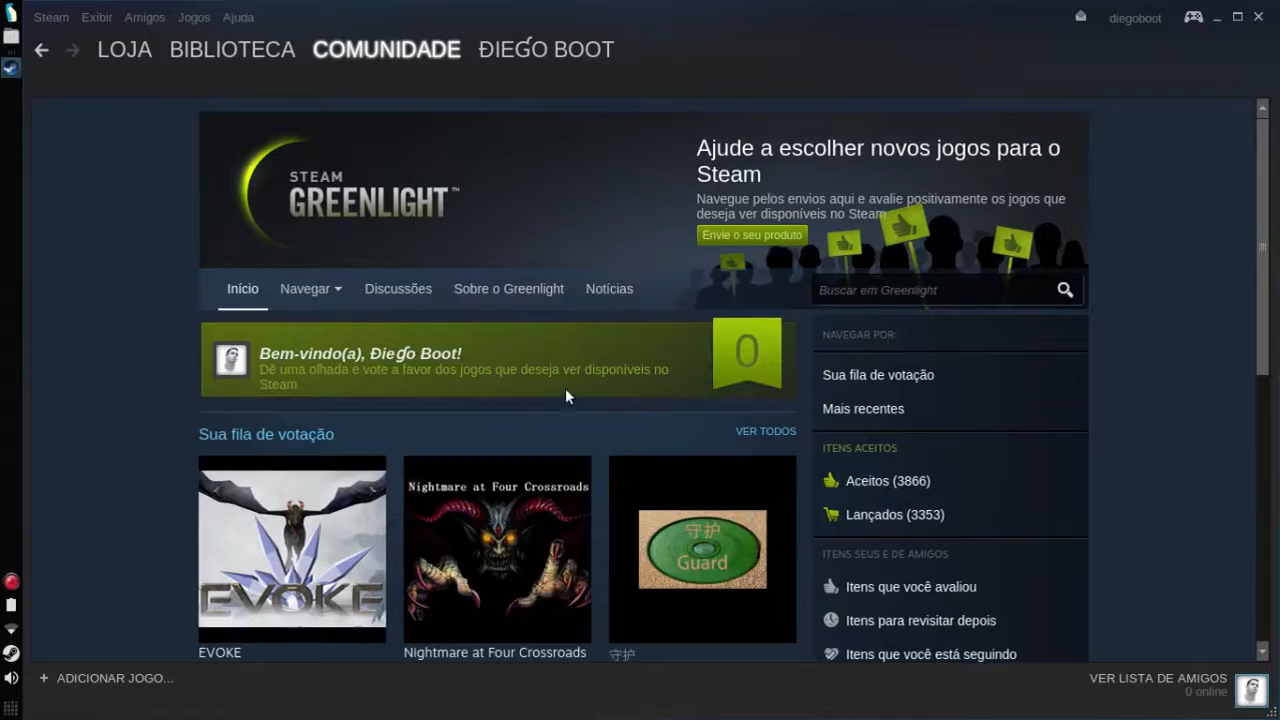 Steam Exibir Amigos Jogos Ajuda
diegoboot
LOJA BIBLIOTECA COMUNIDADE ĐIEƓO BOOT
STEAM
GREENLIGHT™
Ajude a escolher novos jogos para o
Steam
Navegue pelos envios aqui e avalie positivamente os jogos que
deseja ver disponíveis no Steam
Envie o seu produto
Início Navegar Discussões Sobre o Greenlight Notícias
Buscar em Greenlight
Bem-vindo(a), Đieɠo Boot!
Dê uma olhada e vote a favor dos jogos que deseja ver disponíveis no
Steam
0
Sua fila de votação
VER TODOS
EVOKE
Nightmare at Four Crossroads
守护
Guard
EVOKE
Nightmare at Four Crossroads
守护
NAVEGAR POR:
Sua fila de votação
Mais recentes
ITENS ACEITOS
Aceitos (3866)
Lançados (3353)
ITENS SEUS E DE AMIGOS
Itens que você avaliou
Itens para revisitar depois
Itens que você está seguindo
+ ADICIONAR JOGO...
VER LISTA DE AMIGOS
0 online